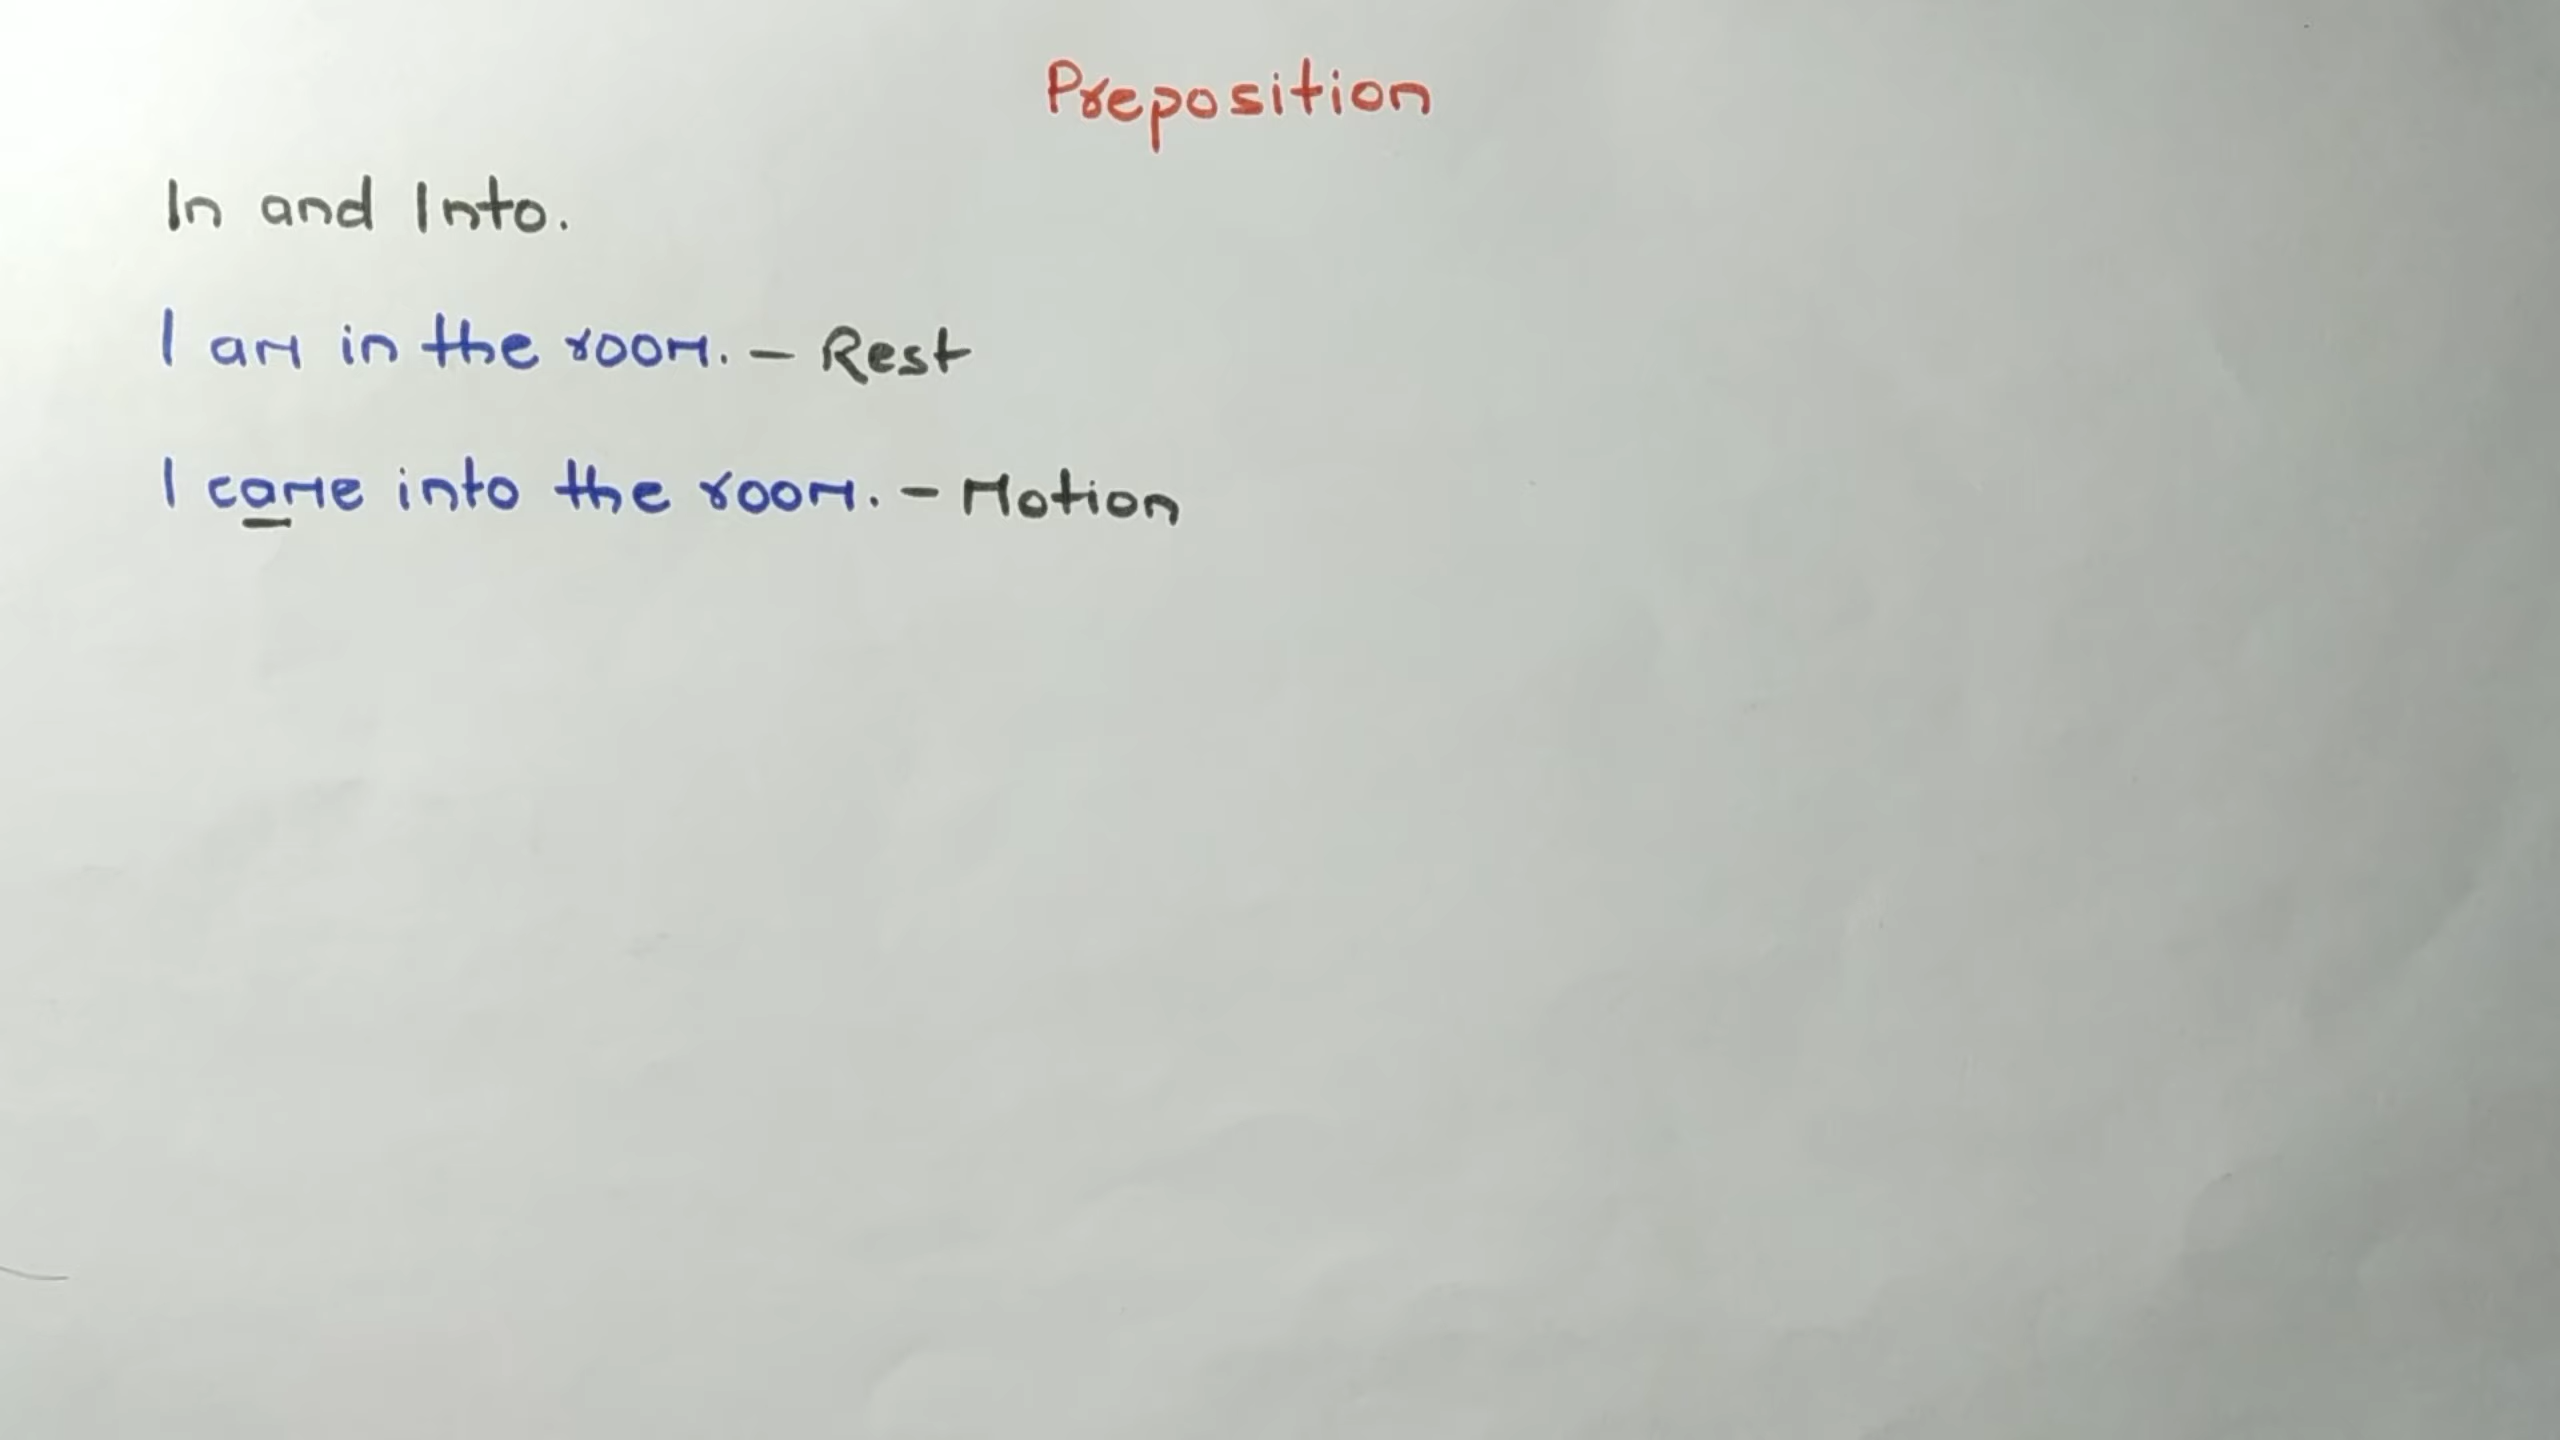 Preposition
In and Into.
I am in the room. – Rest
I came into the room. – Motion